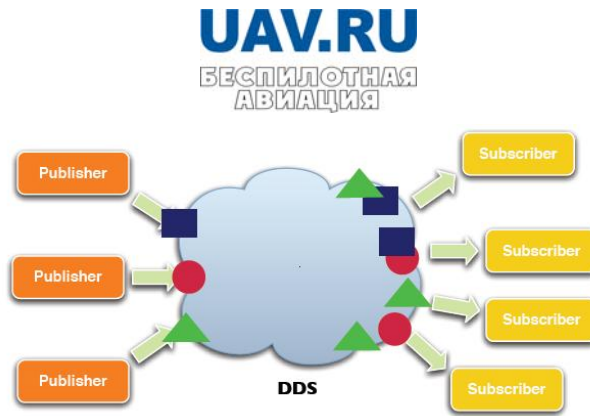 UAV.RU
БЕСПИЛОТНАЯ
АВИАЦИЯ
Publisher
Publisher
Publisher
Subscriber
Subscriber
Subscriber
Subscriber
DDS